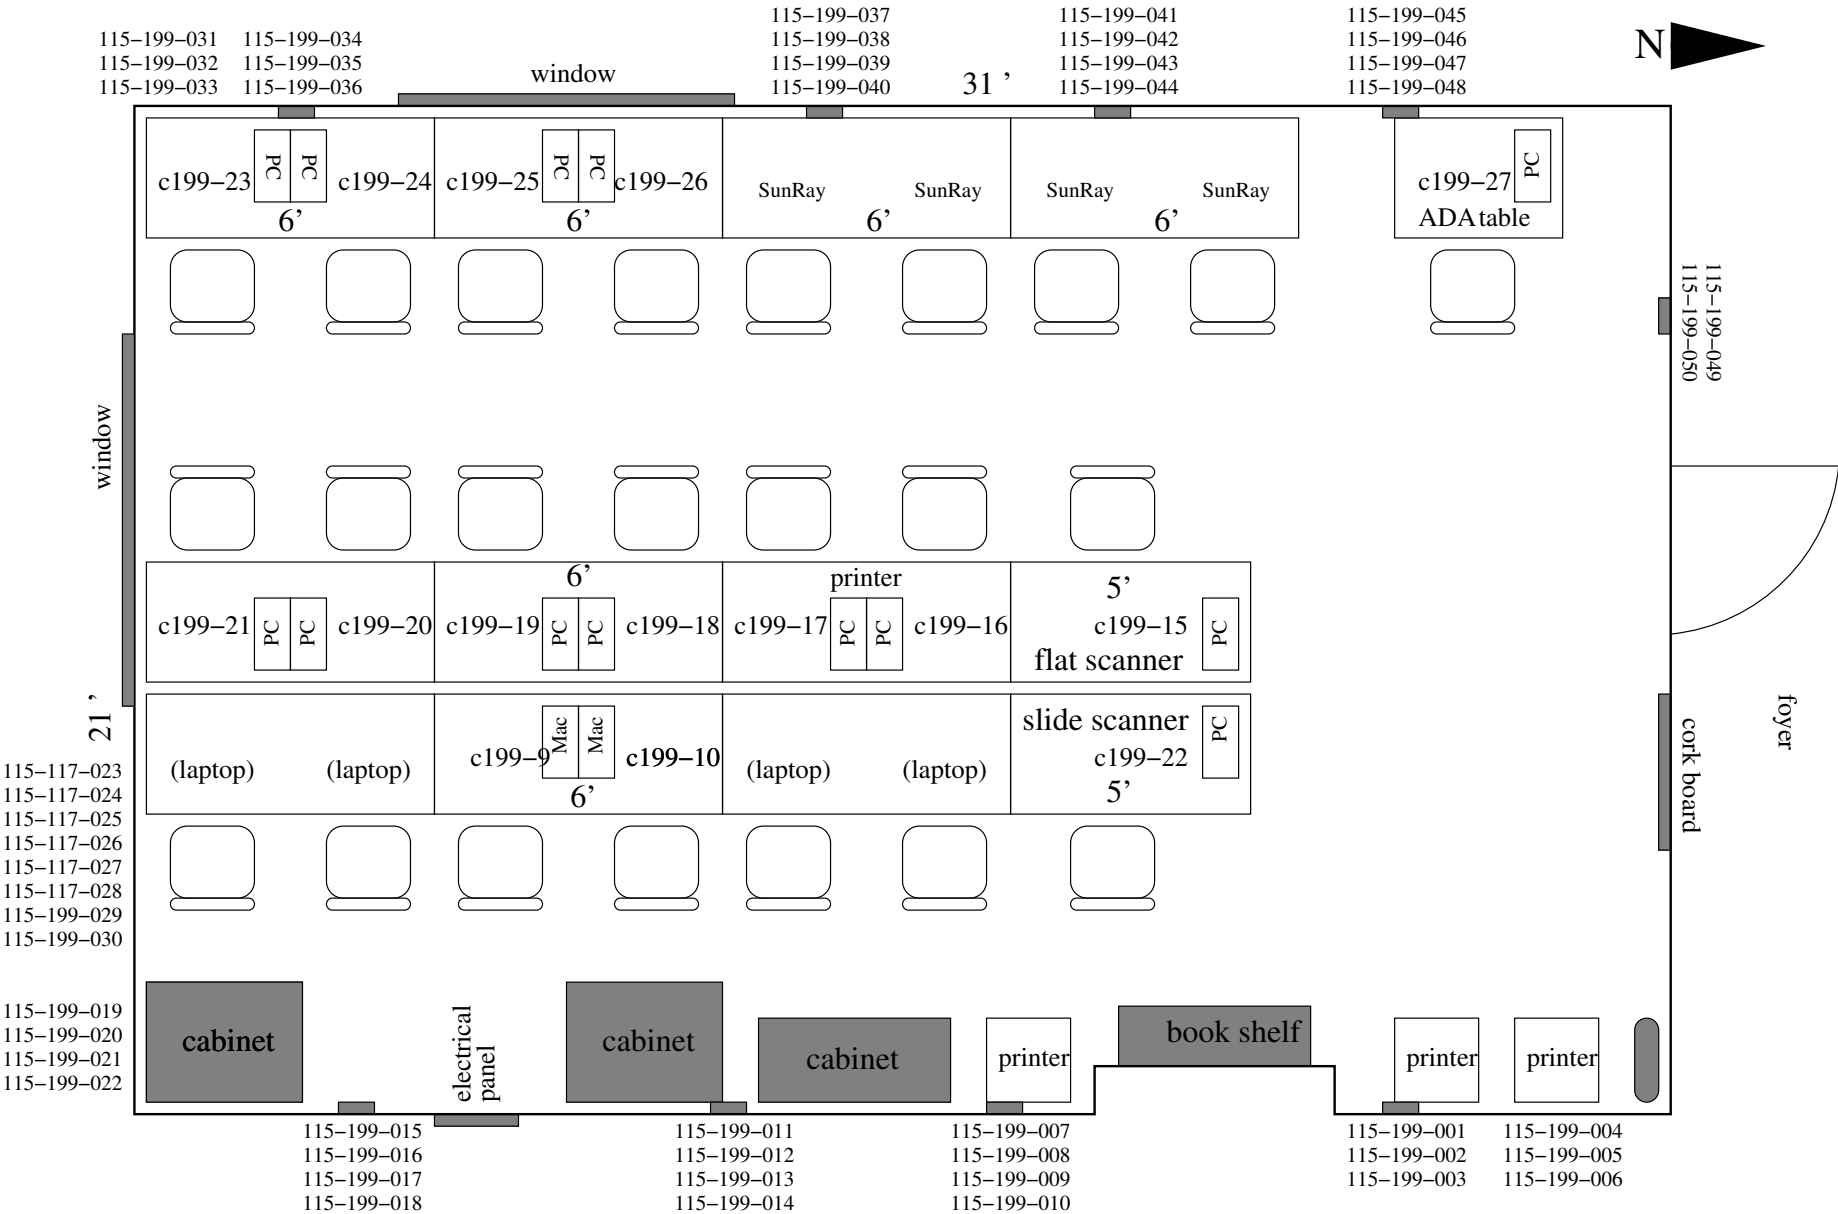 115−199−037 115−199−041 115−199−045
115−199−031 115−199−034 115−199−038 115−199−042 115−199−046 N
115−199−032 115−199−035 window 115−199−039 31 ’ 115−199−043 115−199−047
115−199−033 115−199−036 115−199−040 115−199−044 115−199−048
PC PC PC PC PC
c199−23 c199−24 c199−25 c199−26 SunRay SunRay SunRay SunRay c199−27
6’ 6’ 6’ 6’ ADA table
115−199−049
115−199−050
window
6’ printer 5’
c199−21 PC PC c199−20 c199−19 PC PC c199−18 c199−17 PC PC c199−16 c199−15 PC
flat scanner
21 ’
slide scanner PC
foyer
cork board
c199−9 Mac Mac c199−10 c199−22
(laptop) (laptop) (laptop) (laptop)
6’ 5’
115−117−023
115−117−024
115−117−025
115−117−026
115−117−027
115−117−028
115−199−029
115−199−030
115−199−019
115−199−020
115−199−021
115−199−022
cabinet
electrical
panel
cabinet
cabinet
printer
book shelf
printer
printer
115−199−015 115−199−011 115−199−007 115−199−001 115−199−004
115−199−016 115−199−012 115−199−008 115−199−002 115−199−005
115−199−017 115−199−013 115−199−009 115−199−003 115−199−006
115−199−018 115−199−014 115−199−010